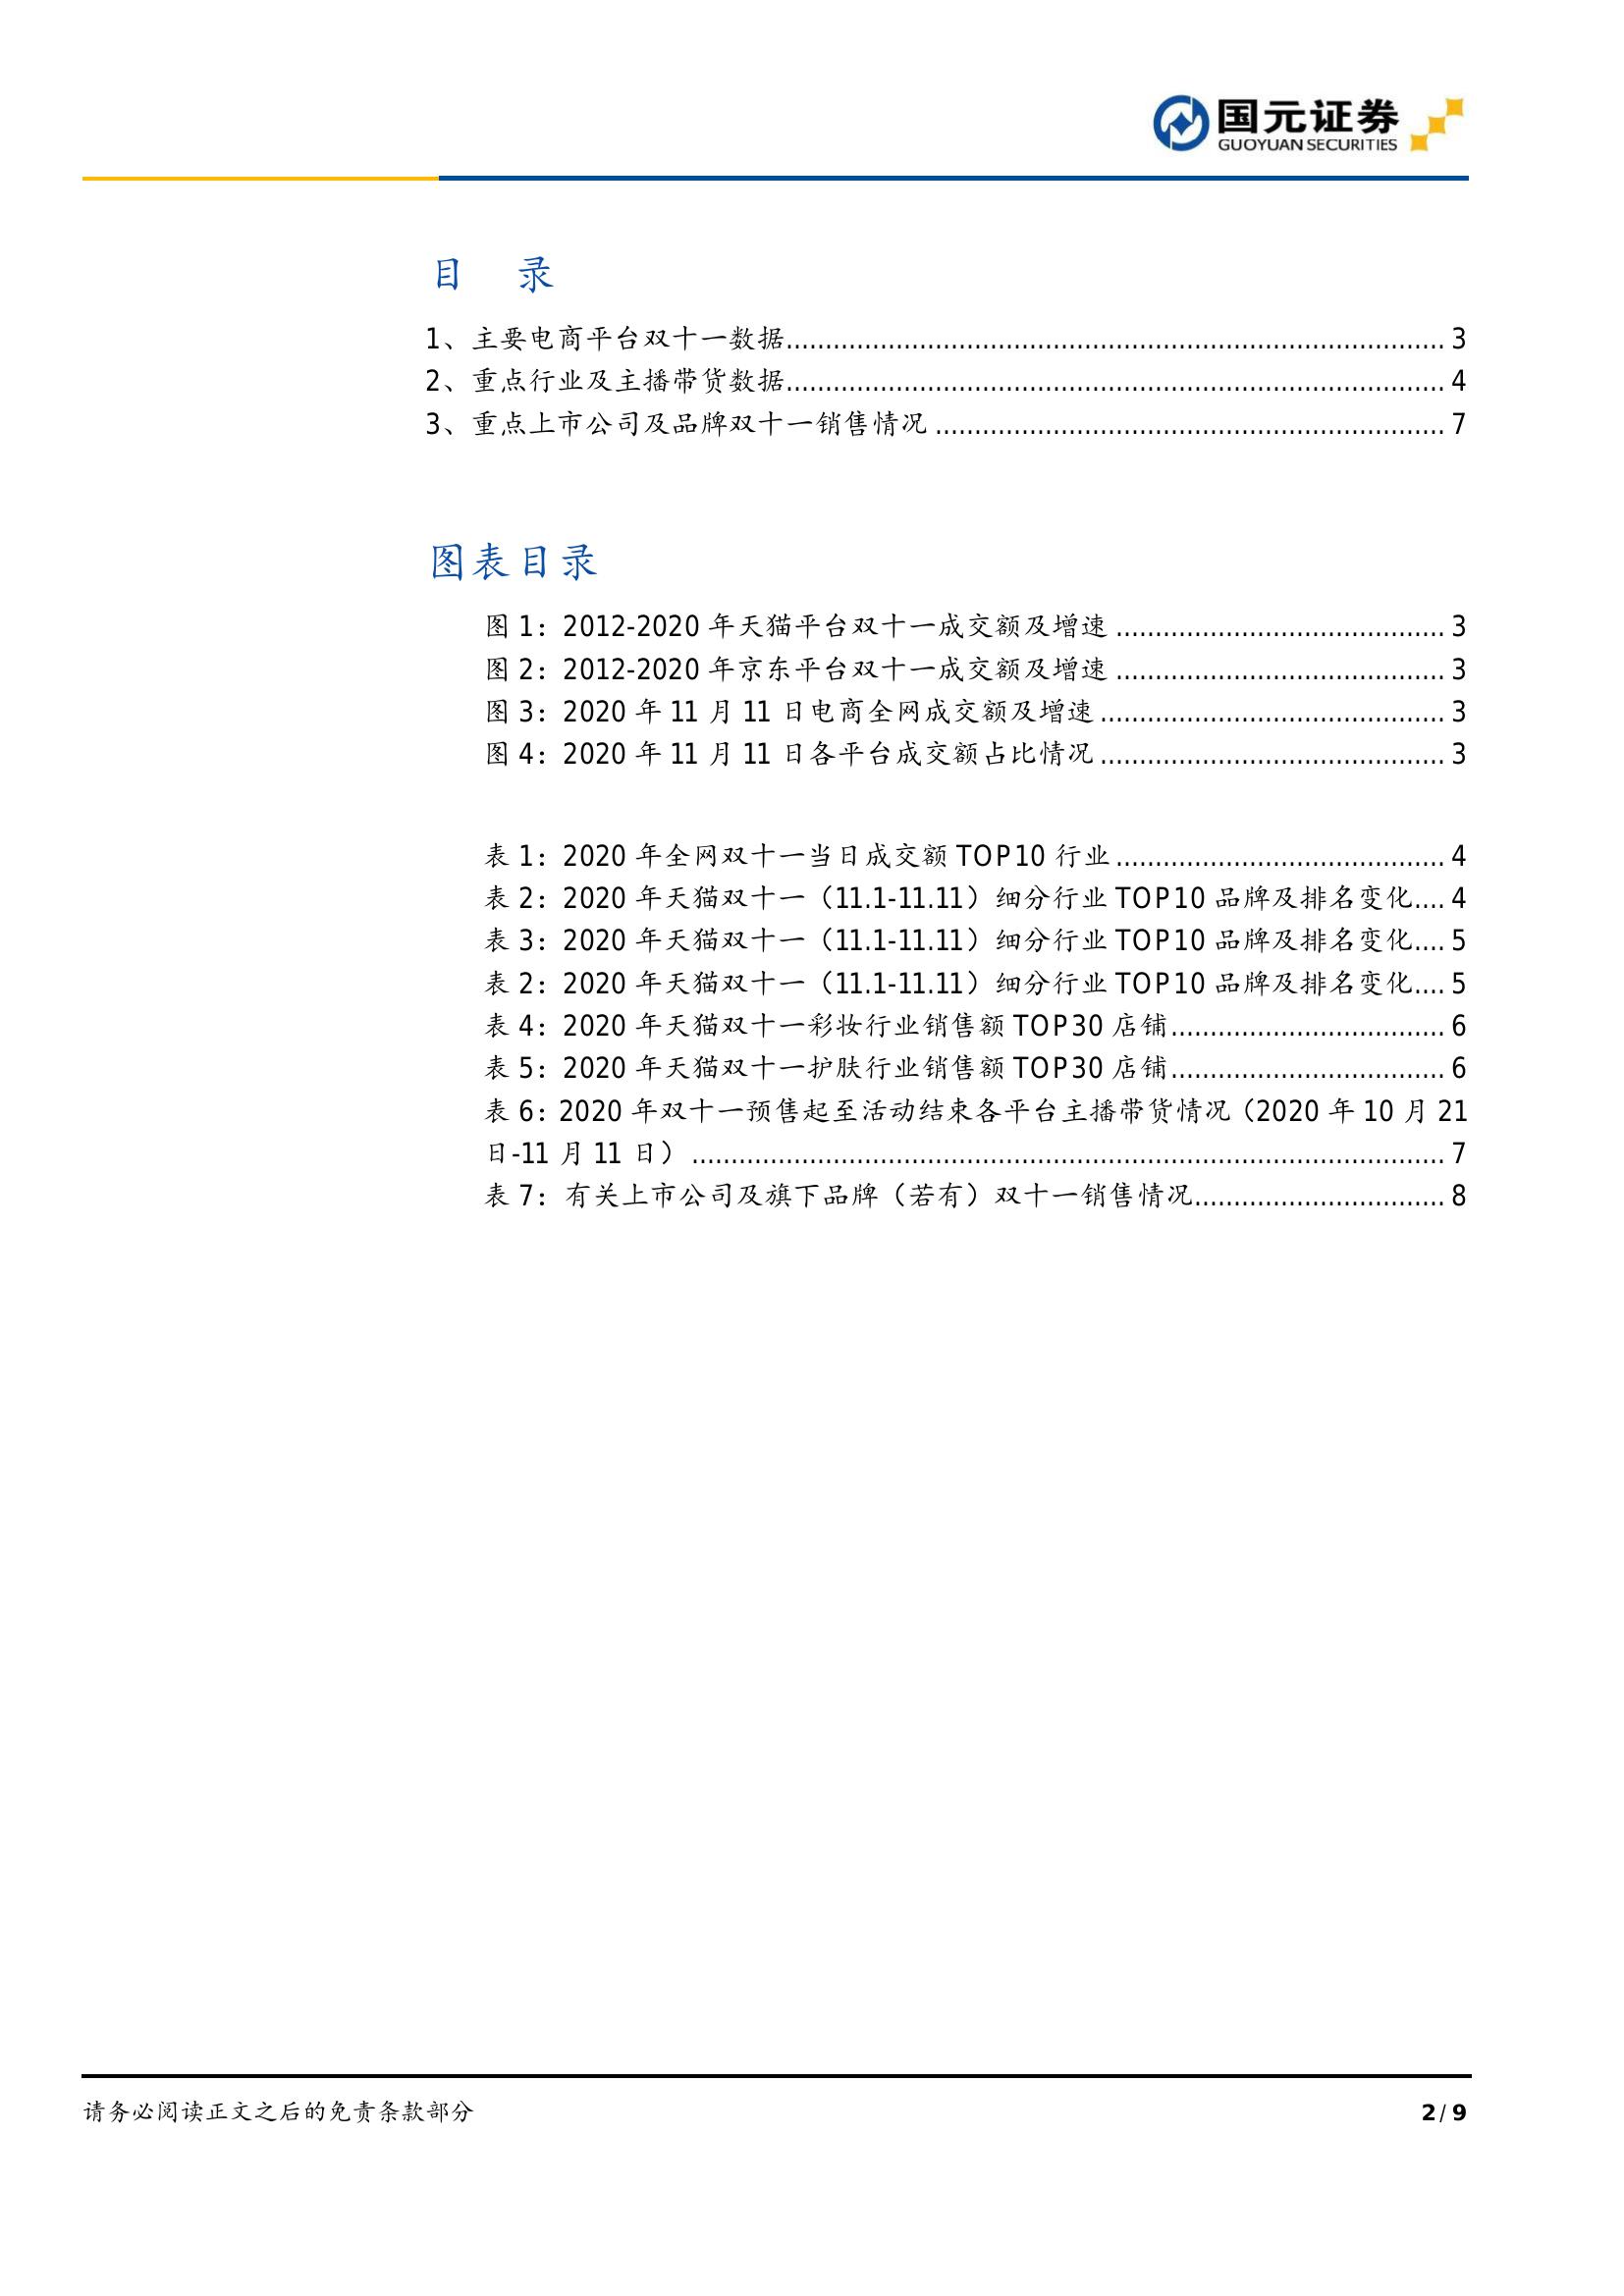 国元证券
GUOYUAN SECURITIES
目 录
1、主要电商平台双十一数据........ 3
2、重点行业及主播带货数据........ 4
3、重点上市公司及品牌双十一销售情况 ........ 7
图表目录
图 1：2012-2020 年天猫平台双十一成交额及增速 ........ 3
图 2：2012-2020 年京东平台双十一成交额及增速 ........ 3
图 3：2020 年 11 月 11 日电商全网成交额及增速 ........ 3
图 4：2020 年 11 月 11 日各平台成交额占比情况 ........ 3
表 1：2020 年全网双十一当日成交额 TOP10 行业 ........ 4
表 2：2020 年天猫双十一（11.1-11.11）细分行业 TOP10 品牌及排名变化.... 4
表 3：2020 年天猫双十一（11.1-11.11）细分行业 TOP10 品牌及排名变化.... 5
表 2：2020 年天猫双十一（11.1-11.11）细分行业 TOP10 品牌及排名变化.... 5
表 4：2020 年天猫双十一彩妆行业销售额 TOP30 店铺........ 6
表 5：2020 年天猫双十一护肤行业销售额 TOP30 店铺........ 6
表 6：2020 年双十一预售起至活动结束各平台主播带货情况（2020 年 10 月 21
日-11 月 11 日） ........ 7
表 7：有关上市公司及旗下品牌（若有）双十一销售情况........ 8
请务必阅读正文之后的免责条款部分
2 / 9